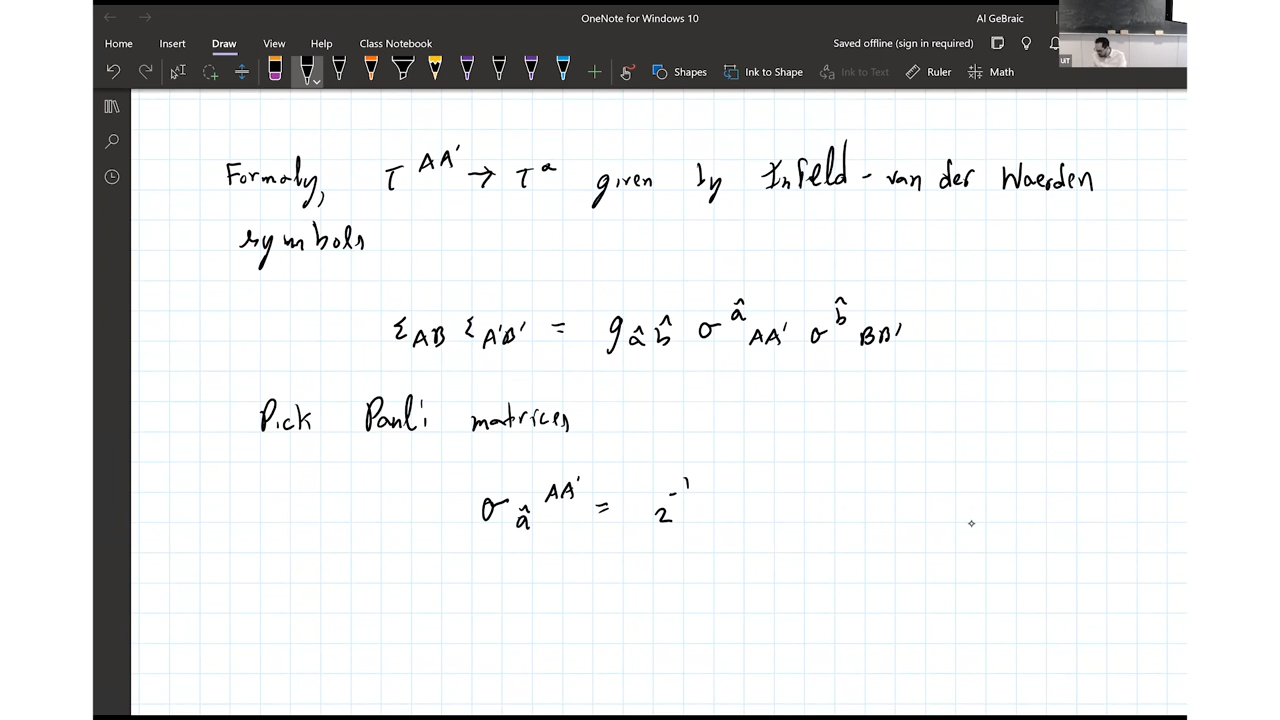 OneNote for Windows 10
Al GeBraic
Home Insert Draw View Help Class Notebook
Saved offline (sign in required)
Shapes Ink to Shape Ink to Text Ruler Math
UiT
Formaly, τ^{AA'} → τ^a given by Infeld - van der Waerden
symbols
ε_{AB} ε_{A'B'} = g_{âb̂} σ^{â}_{AA'} σ^{b̂}_{BB'}
Pick Pauli matrices
σ_{â}^{AA'} = 2^{-1}